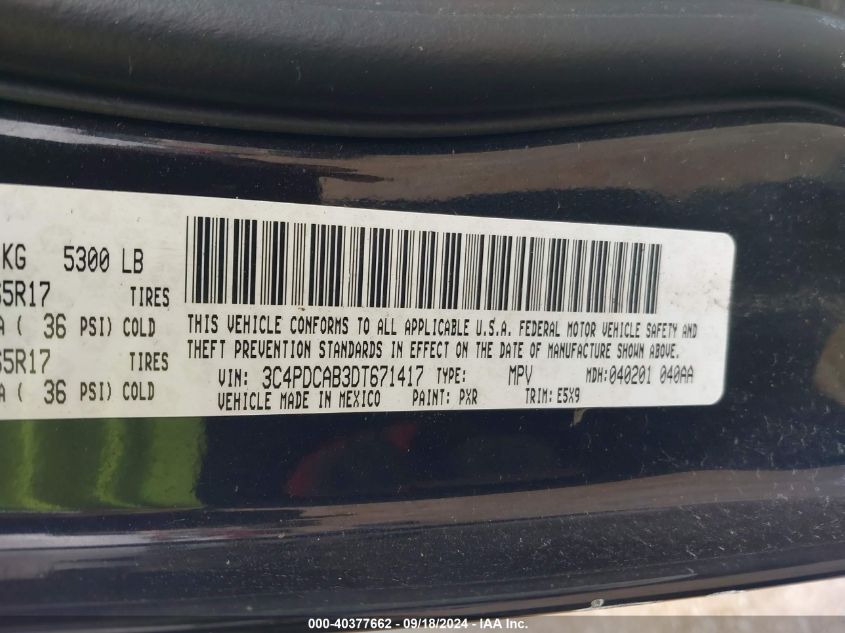 KG 5300 LB
65R17 TIRES
A ( 36 PSI) COLD
65R17 TIRES
A ( 36 PSI) COLD
THIS VEHICLE CONFORMS TO ALL APPLICABLE U.S.A. FEDERAL MOTOR VEHICLE SAFETY AND
THEFT PREVENTION STANDARDS IN EFFECT ON THE DATE OF MANUFACTURE SHOWN ABOVE.
VIN: 3C4PDCAB3DT671417 TYPE: MPV MDH:040201 040AA
VEHICLE MADE IN MEXICO PAINT: PXR TRIM: E5X9
000-40377662 - 09/18/2024 - IAA Inc.